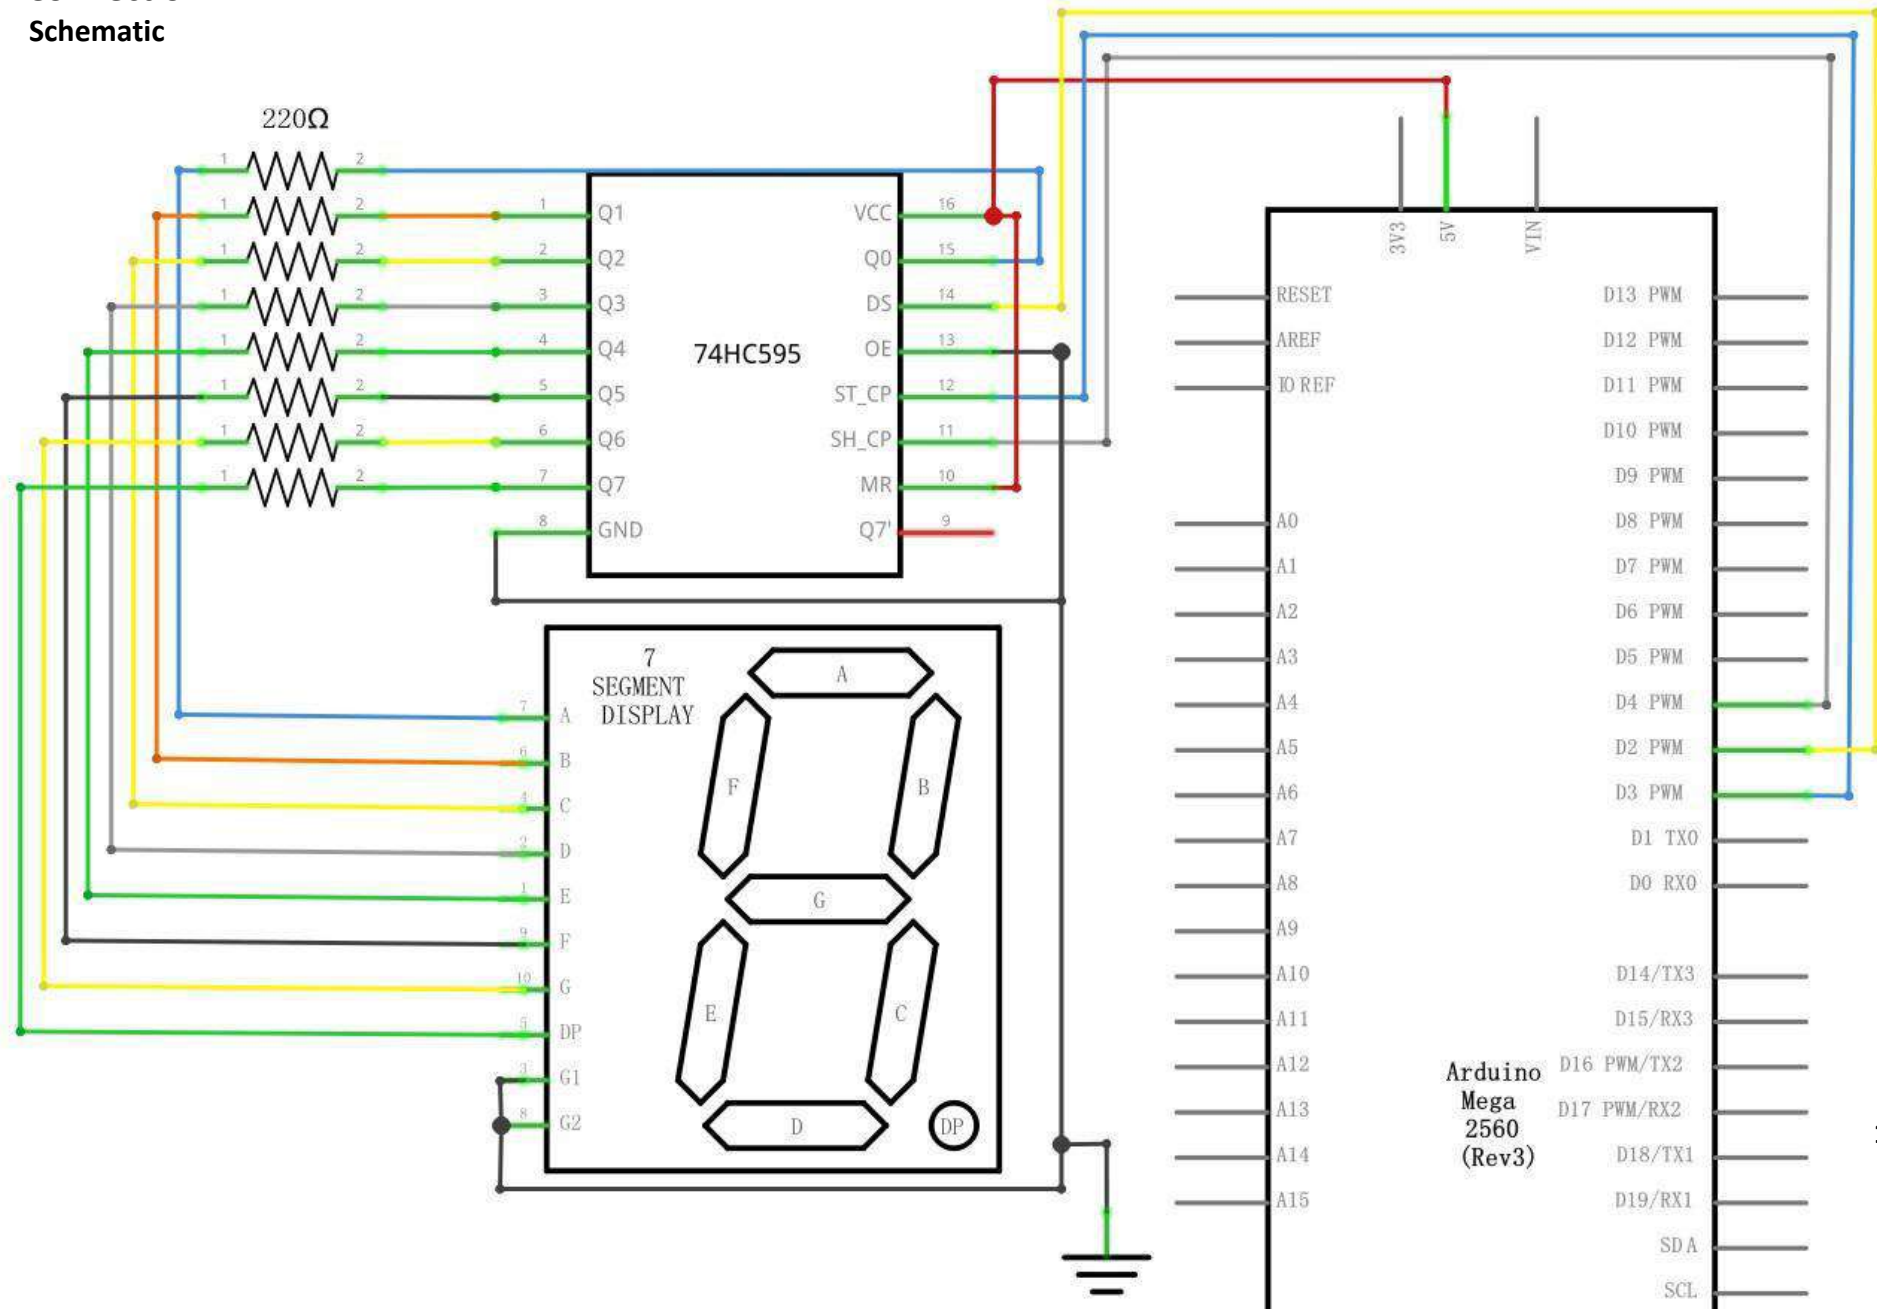 Schematic
220Ω
1 2
1 2
1 2
1 2
1 2
1 2
1 2
1 2
1 Q1
2 Q2
3 Q3
4 Q4
5 Q5
6 Q6
7 Q7
8 GND
74HC595
VCC 16
Q0 15
DS 14
OE 13
ST_CP 12
SH_CP 11
MR 10
Q7' 9
7
SEGMENT
DISPLAY
7 A
6 B
4 C
2 D
1 E
9 F
10 G
5 DP
3 G1
8 G2
A
F B
G
E C
D DP
3V3 5V VIN
RESET
AREF
IO REF
A0
A1
A2
A3
A4
A5
A6
A7
A8
A9
A10
A11
A12
A13
A14
A15
D13 PWM
D12 PWM
D11 PWM
D10 PWM
D9 PWM
D8 PWM
D7 PWM
D6 PWM
D5 PWM
D4 PWM
D2 PWM
D3 PWM
D1 TX0
D0 RX0
D14/TX3
D15/RX3
D16 PWM/TX2
D17 PWM/RX2
D18/TX1
D19/RX1
SDA
SCL
Arduino
Mega
2560
(Rev3)